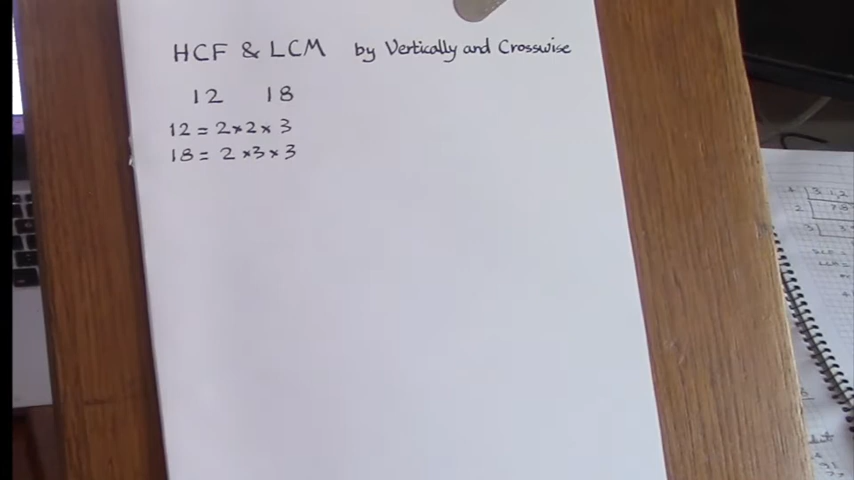 HCF & LCM by Vertically and Crosswise
12 18
12 = 2 × 2 × 3
18 = 2 × 3 × 3